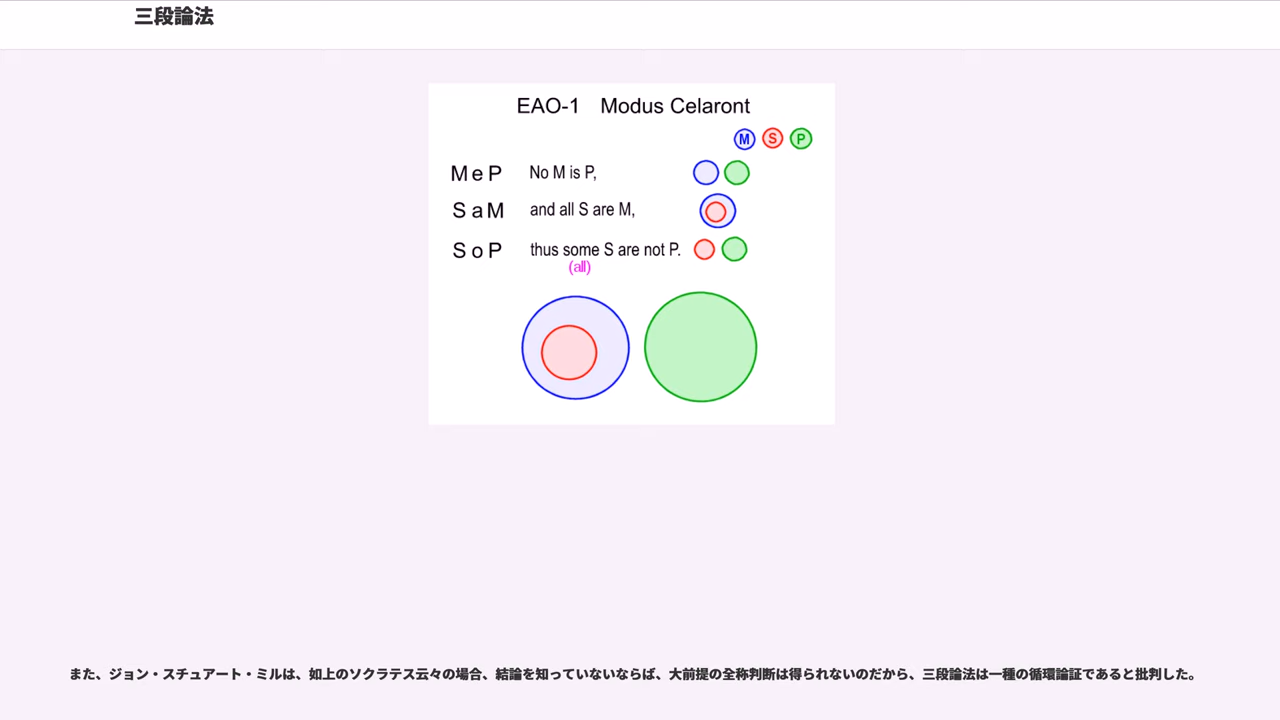 三段論法
EAO-1 Modus Celaront
M S P
MeP No M is P,
SaM and all S are M,
SoP thus some S are not P.
(all)
また、ジョン・スチュアート・ミルは、如上のソクラテス云々の場合、結論を知っていないならば、大前提の全称判断は得られないのだから、三段論法は一種の循環論証であると批判した。